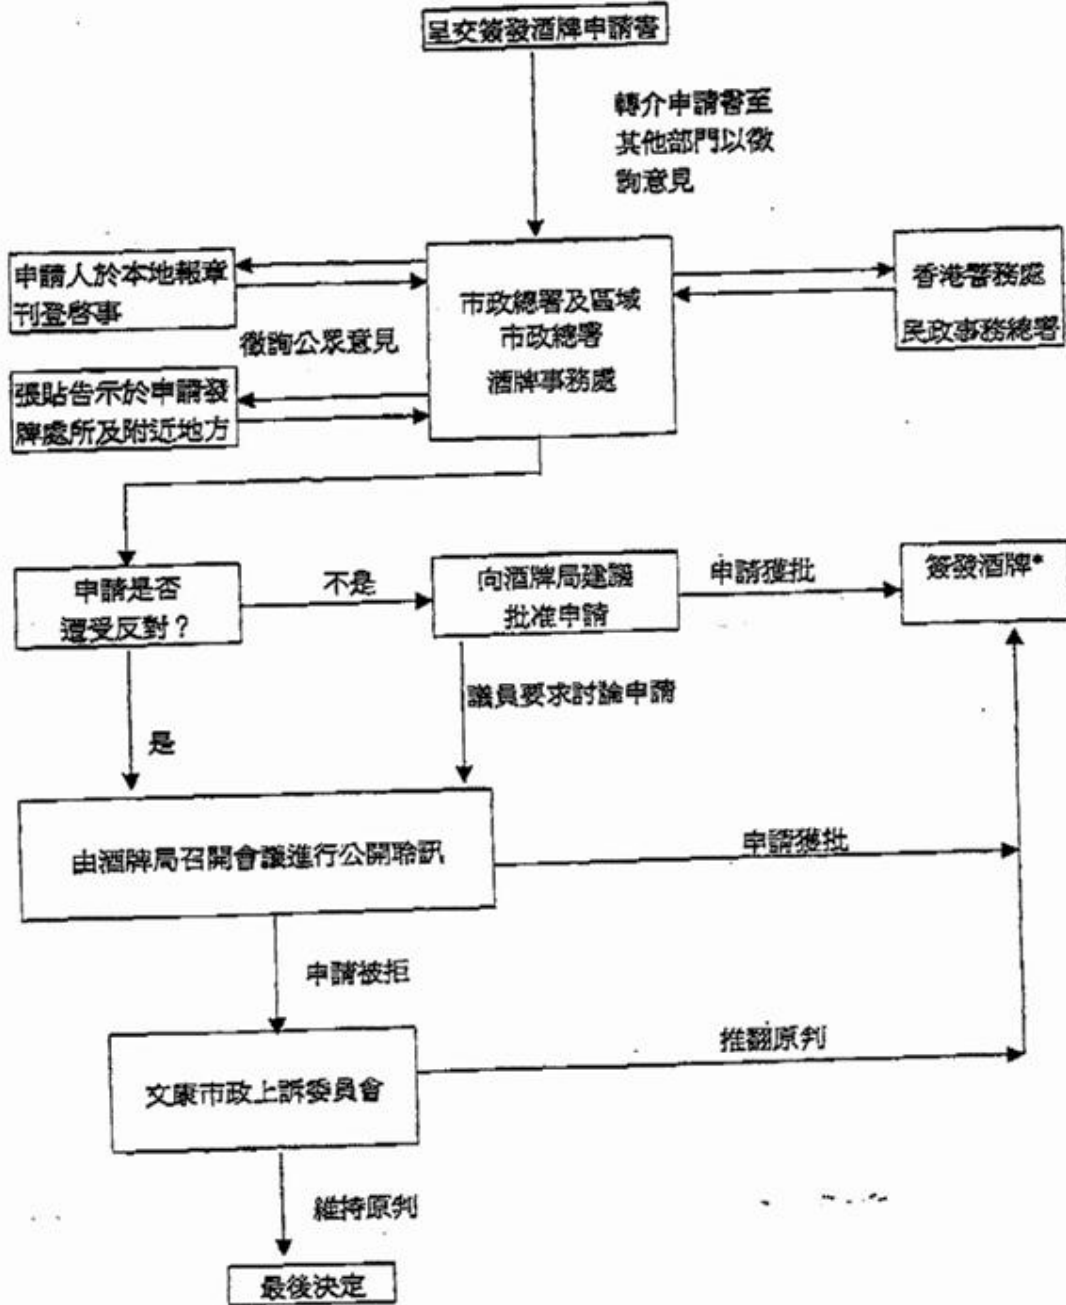 呈交簽發酒牌申請書
轉介申請書至
其他部門以徵
詢意見
申請人於本地報章
刊登啓事
徵詢公眾意見
張貼告示於申請發
牌處所及附近地方
市政總署及區域
市政總署
酒牌事務處
香港警務處
民政事務總署
申請是否
遭受反對？
不是
向酒牌局建議
批准申請
申請獲批
簽發酒牌*
是
議員要求討論申請
由酒牌局召開會議進行公開聆訊
申請獲批
申請被拒
文康市政上訴委員會
推翻原判
維持原判
最後決定